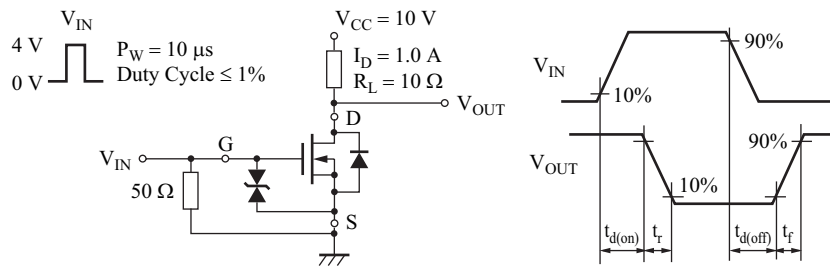 V_IN
4 V
0 V
P_W = 10 μs
Duty Cycle ≤ 1%
V_CC = 10 V
I_D = 1.0 A
R_L = 10 Ω
V_OUT
D
V_IN
G
50 Ω
S
V_IN
90%
10%
V_OUT
90%
10%
t_d(on)
t_r
t_d(off)
t_f